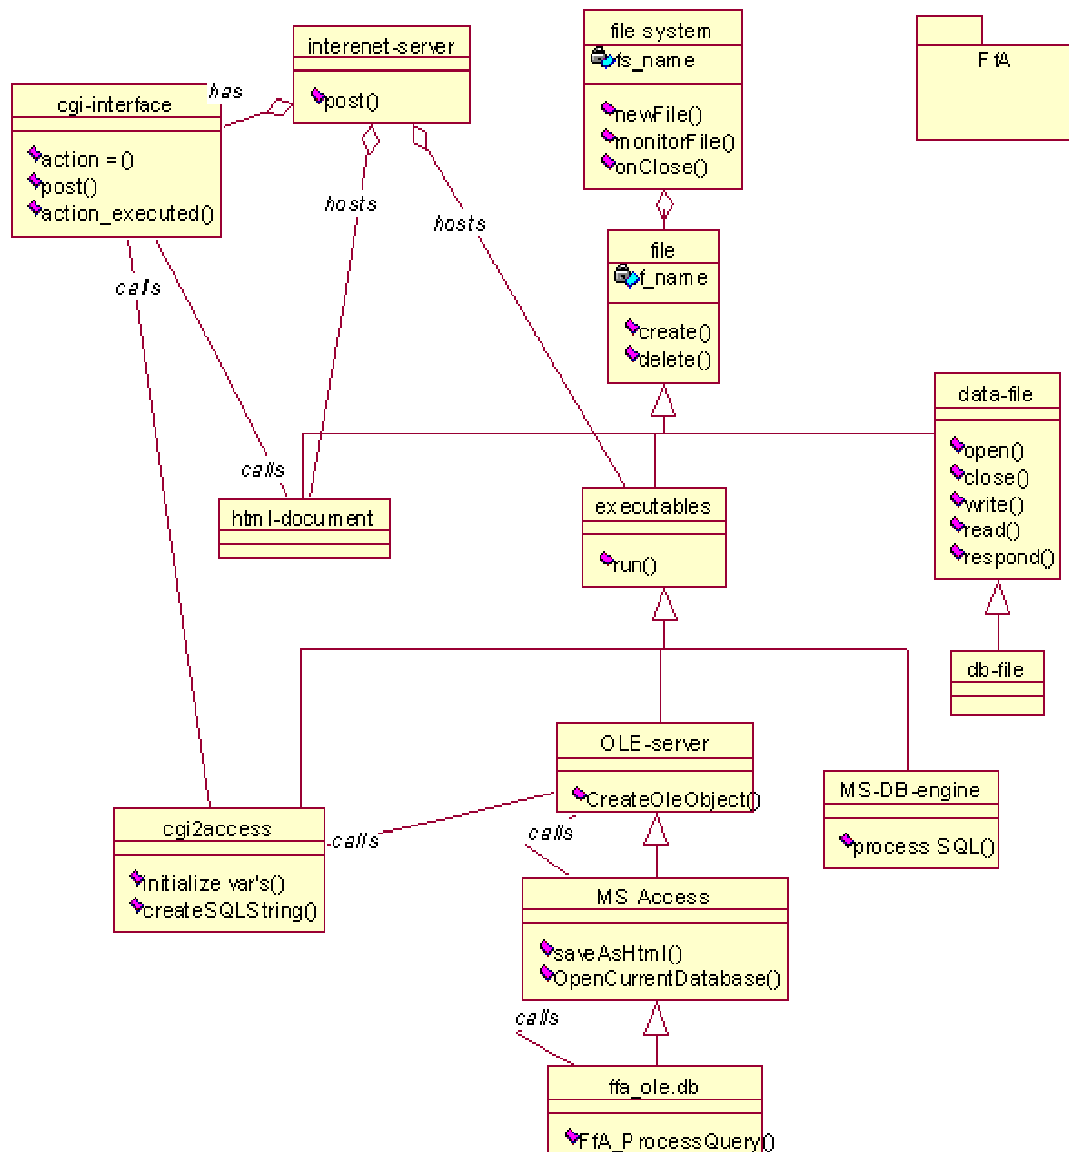 interenet-server
post()
has
cgi-interface
action = ()
post()
action_executed()
file system
fs_name
newFile()
monitorFile()
onClose()
FfA
hosts
hosts
calls
calls
file
f_name
create()
delete()
data-file
open()
close()
write()
read()
respond()
html-document
executables
run()
db-file
OLE-server
CreateOleObject()
MS-DB-engine
process SQL()
cgi2access
initialize var's()
createSQLString()
calls
calls
MS Access
saveAsHtml()
OpenCurrentDatabase()
calls
ffa_ole.db
FfA_ProcessQuery()